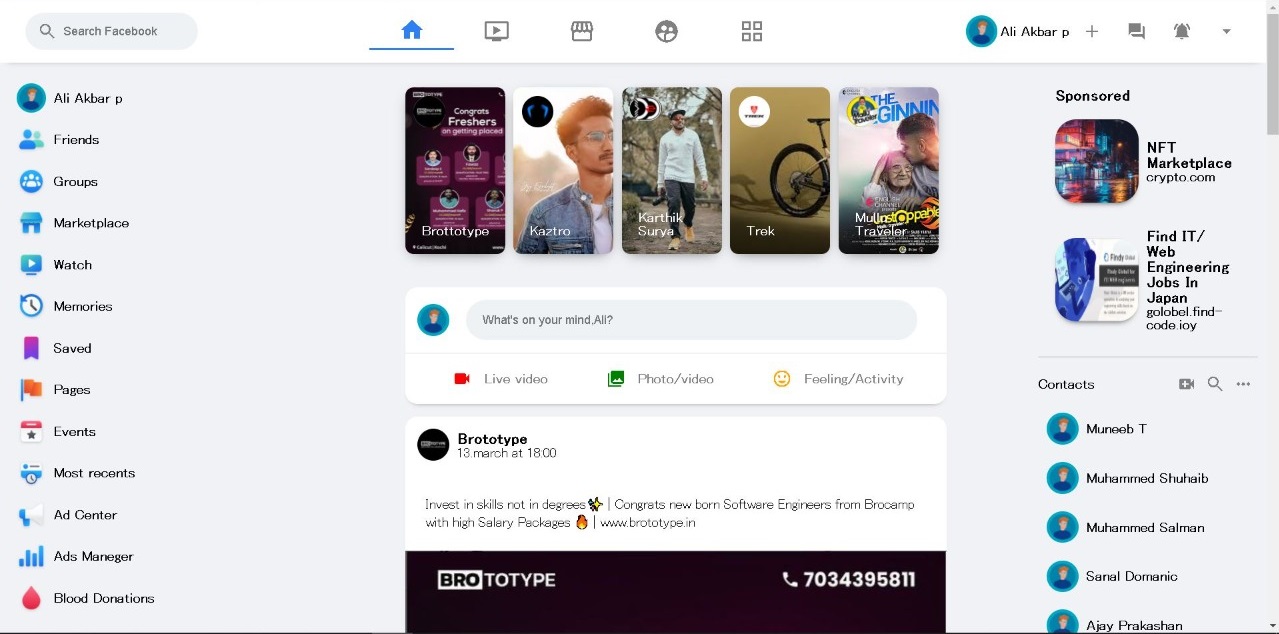 Search Facebook
Ali Akbar p
Ali Akbar p
Friends
Groups
Marketplace
Watch
Memories
Saved
Pages
Events
Most recents
Ad Center
Ads Maneger
Blood Donations
BROTOTYPE
Congrats
Freshers
on getting placed
Brottotype
Kaztro
Karthik
Surya
TREK
Trek
THE
GINNIN
Unstoppable
Mullu
Traveler
What's on your mind,Ali?
Live video
Photo/video
Feeling/Activity
Brototype
13.march at 18:00
Invest in skills not in degrees✨ | Congrats new born Software Engineers from Brocamp
with high Salary Packages 🔥 | www.brototype.in
BROTOTYPE
7034395811
Sponsored
NFT
Marketplace
crypto.com
Find IT/
Web
Engineering
Jobs In
Japan
golobel.find-
code.ioy
Contacts
Muneeb T
Muhammed Shuhaib
Muhammed Salman
Sanal Domanic
Ajay Prakashan